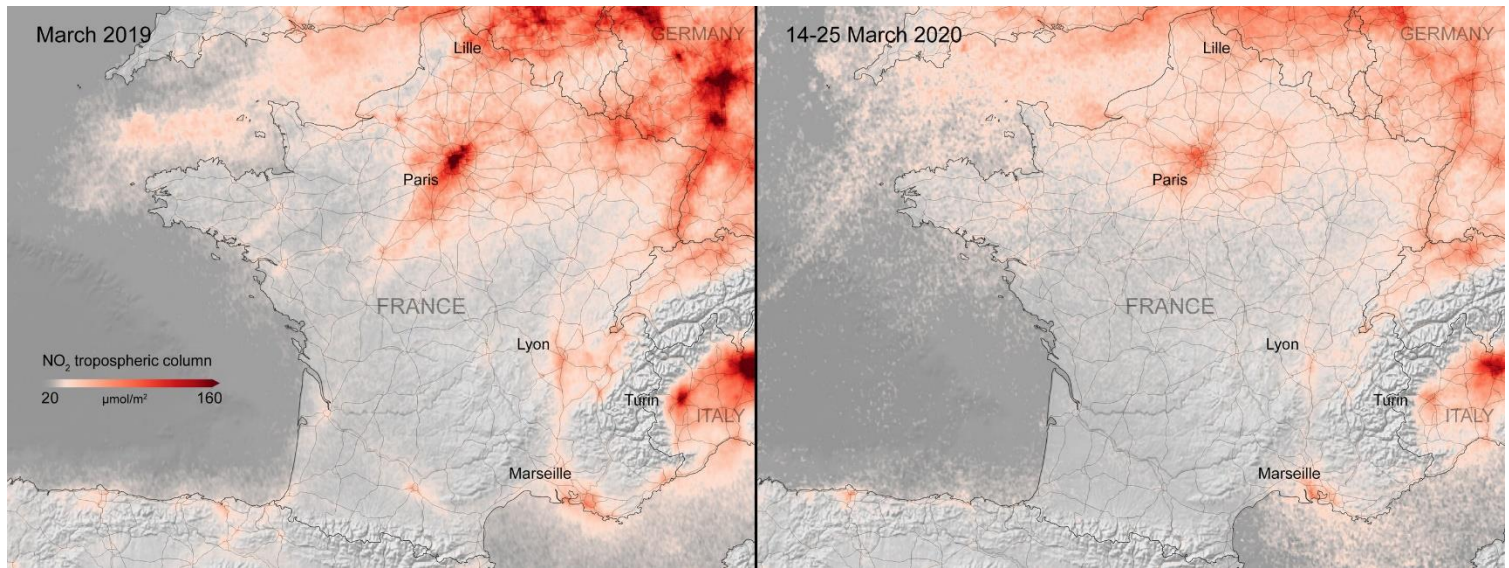 March 2019
Lille
GERMANY
Paris
FRANCE
Lyon
NO₂ tropospheric column
20
160
µmol/m²
Turin
ITALY
Marseille
14-25 March 2020
Lille
GERMANY
Paris
FRANCE
Lyon
Turin
ITALY
Marseille